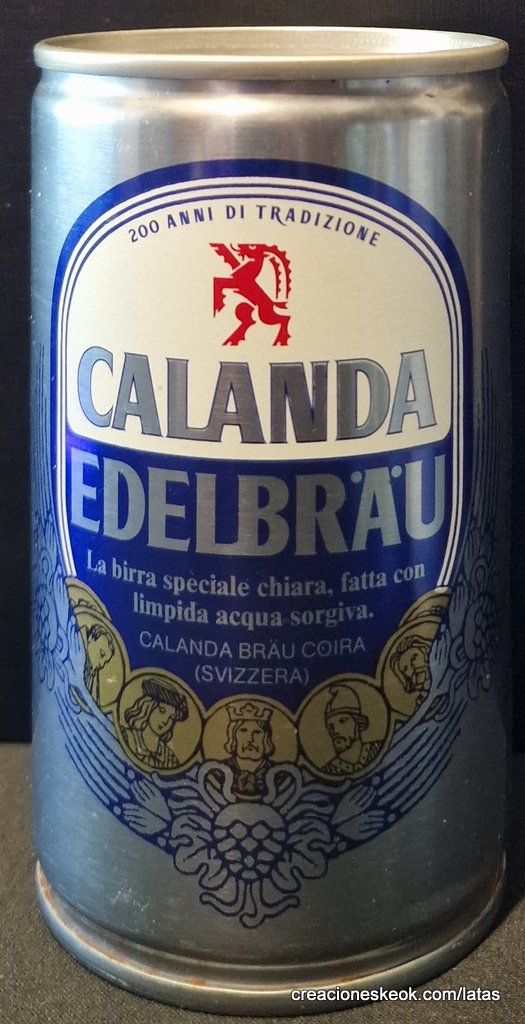 200 ANNI DI TRADIZIONE
CALANDA
EDELBRÄU
La birra speciale chiara, fatta con
limpida acqua sorgiva.
CALANDA BRÄU COIRA
(SVIZZERA)
creacioneskeok.com/latas